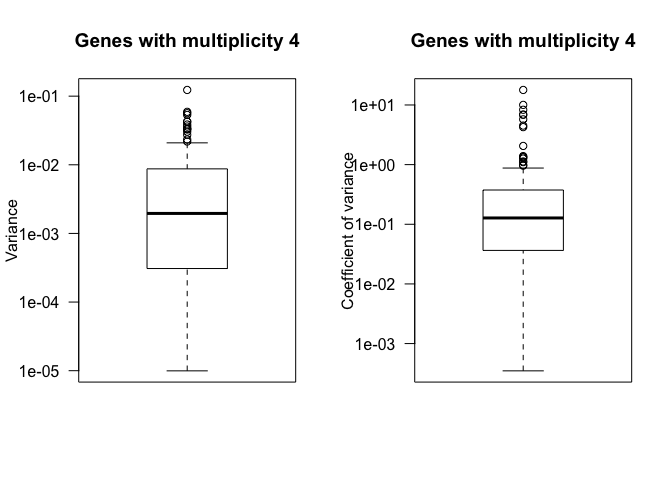 Genes with multiplicity 4
Variance
1e-01
1e-02
1e-03
1e-04
1e-05
Genes with multiplicity 4
Coefficient of variance
1e+01
1e+00
1e-01
1e-02
1e-03